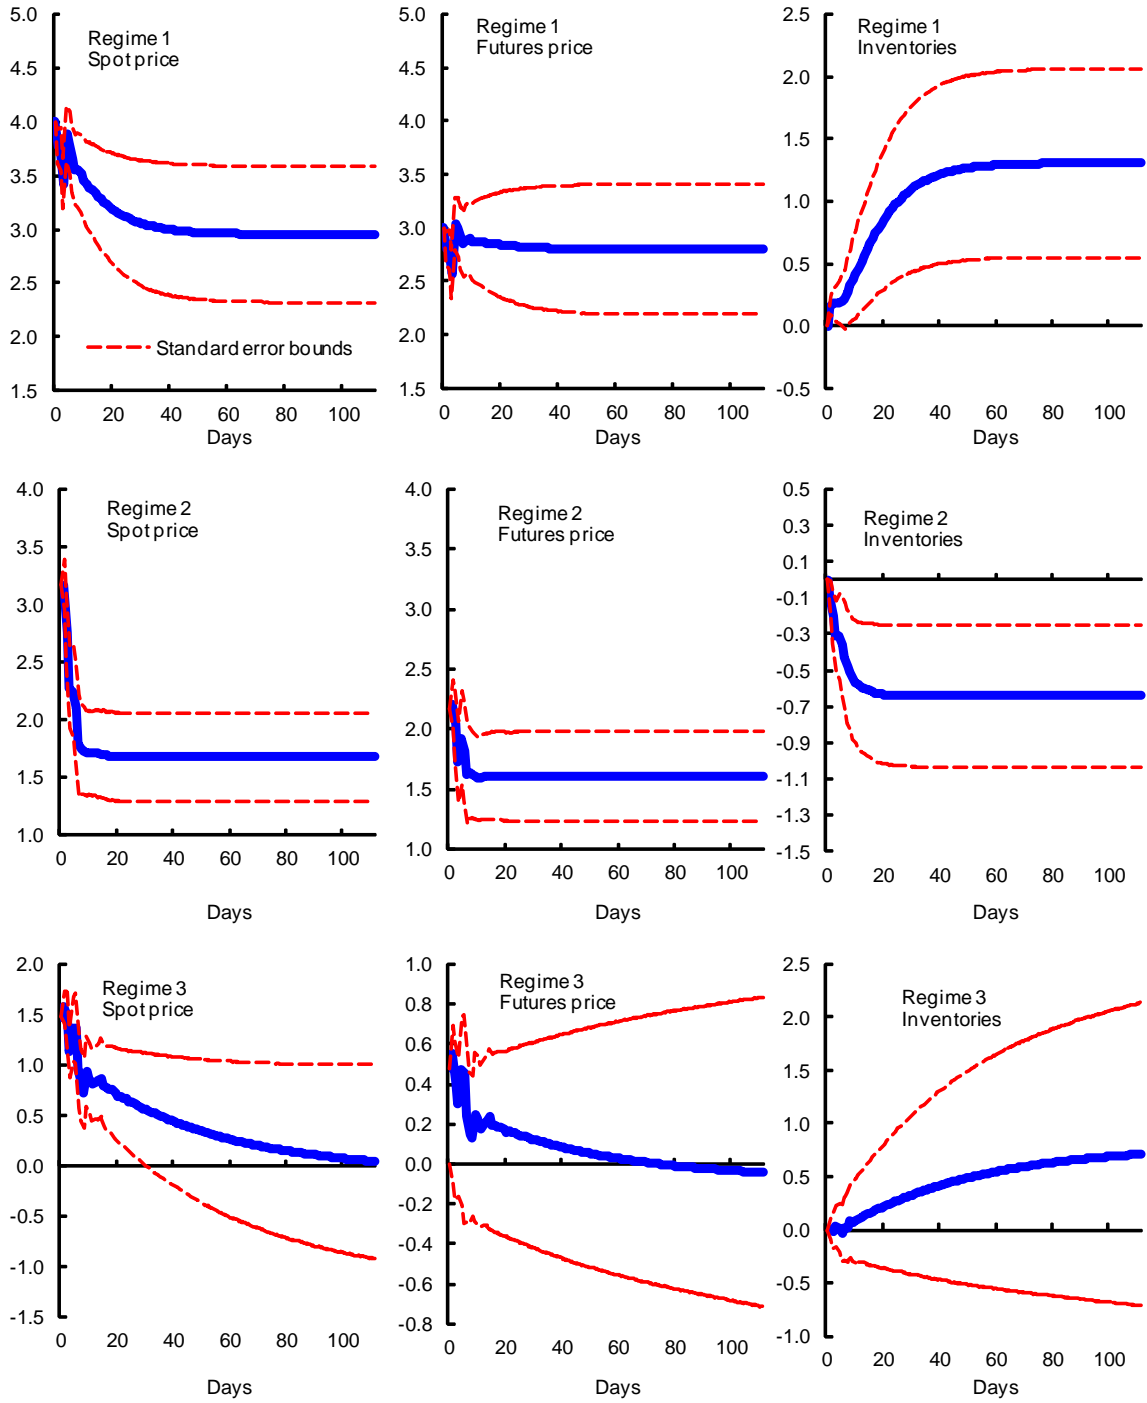 Regime 1
Spot price
5.0
4.5
4.0
3.5
3.0
2.5
2.0
1.5
Standard error bounds
0 20 40 60 80 100
Days
Regime 1
Futures price
5.0
4.5
4.0
3.5
3.0
2.5
2.0
1.5
0 20 40 60 80 100
Days
Regime 1
Inventories
2.5
2.0
1.5
1.0
0.5
0.0
-0.5
0 20 40 60 80 100
Days
Regime 2
Spot price
4.0
3.5
3.0
2.5
2.0
1.5
1.0
0 20 40 60 80 100
Days
Regime 2
Futures price
4.0
3.5
3.0
2.5
2.0
1.5
1.0
0 20 40 60 80 100
Days
Regime 2
Inventories
0.5
0.3
0.1
-0.1
-0.3
-0.5
-0.7
-0.9
-1.1
-1.3
-1.5
0 20 40 60 80 100
Days
Regime 3
Spot price
2.0
1.5
1.0
0.5
0.0
-0.5
-1.0
-1.5
0 20 40 60 80 100
Days
Regime 3
Futures price
1.0
0.8
0.6
0.4
0.2
0.0
-0.2
-0.4
-0.6
-0.8
0 20 40 60 80 100
Days
Regime 3
Inventories
2.5
2.0
1.5
1.0
0.5
0.0
-0.5
-1.0
0 20 40 60 80 100
Days